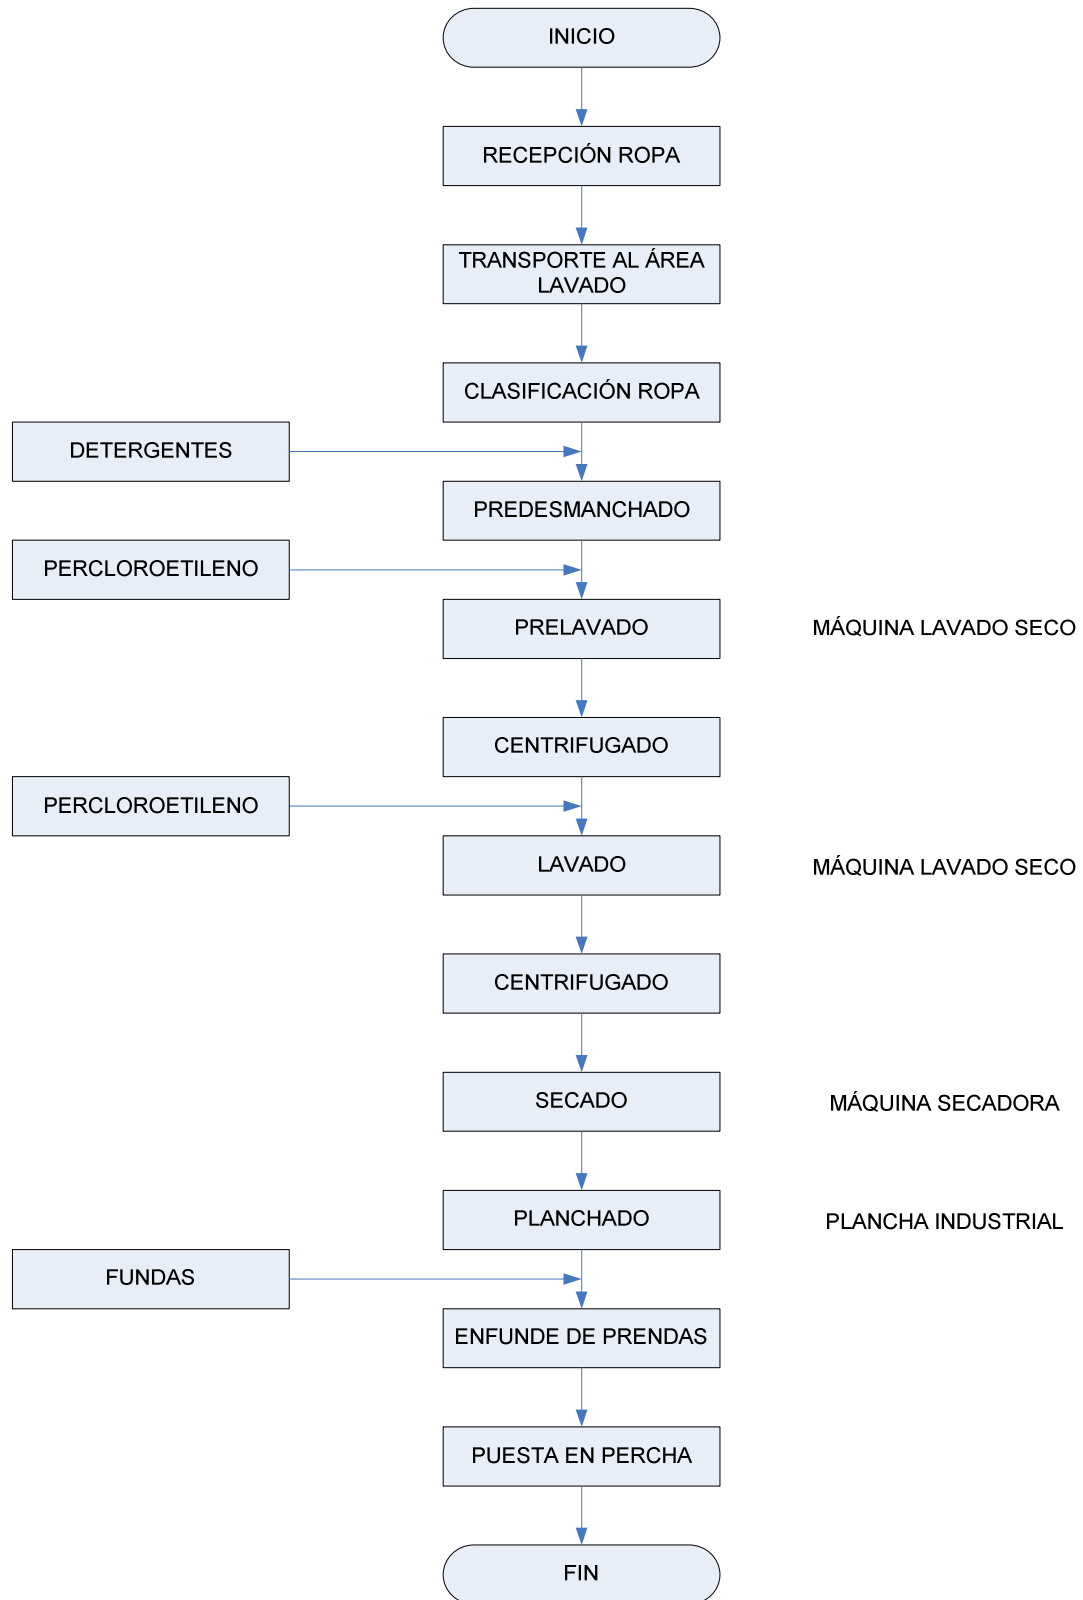 INICIO
RECEPCIÓN ROPA
TRANSPORTE AL ÁREA
LAVADO
CLASIFICACIÓN ROPA
DETERGENTES
PREDESMANCHADO
PERCLOROETILENO
PRELAVADO
MÁQUINA LAVADO SECO
CENTRIFUGADO
PERCLOROETILENO
LAVADO
MÁQUINA LAVADO SECO
CENTRIFUGADO
SECADO
MÁQUINA SECADORA
PLANCHADO
PLANCHA INDUSTRIAL
FUNDAS
ENFUNDE DE PRENDAS
PUESTA EN PERCHA
FIN